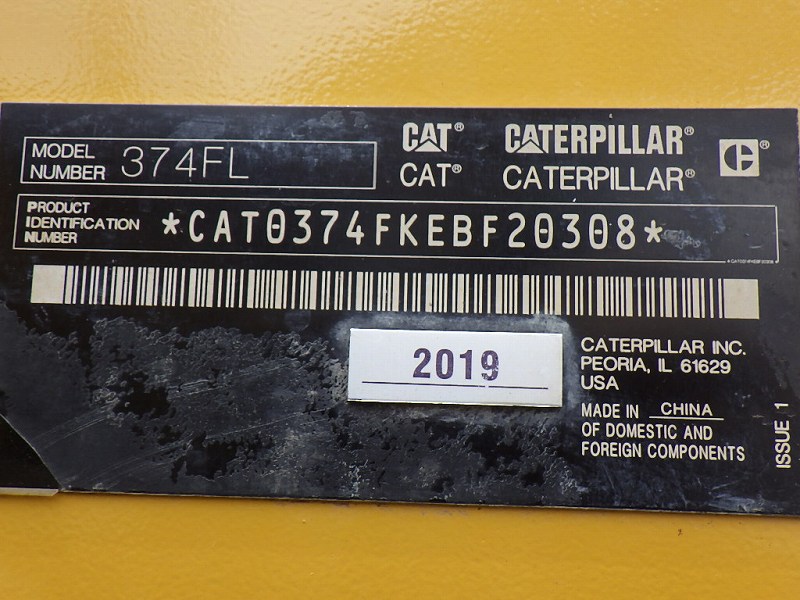 CAT® CATERPILLAR®
MODEL NUMBER 374FL
CAT® CATERPILLAR®
PRODUCT IDENTIFICATION NUMBER *CAT0374FKEBF20308*
*CAT0374FKEBF20308
2019
CATERPILLAR INC.
PEORIA, IL 61629
USA
MADE IN CHINA
OF DOMESTIC AND
FOREIGN COMPONENTS
ISSUE 1